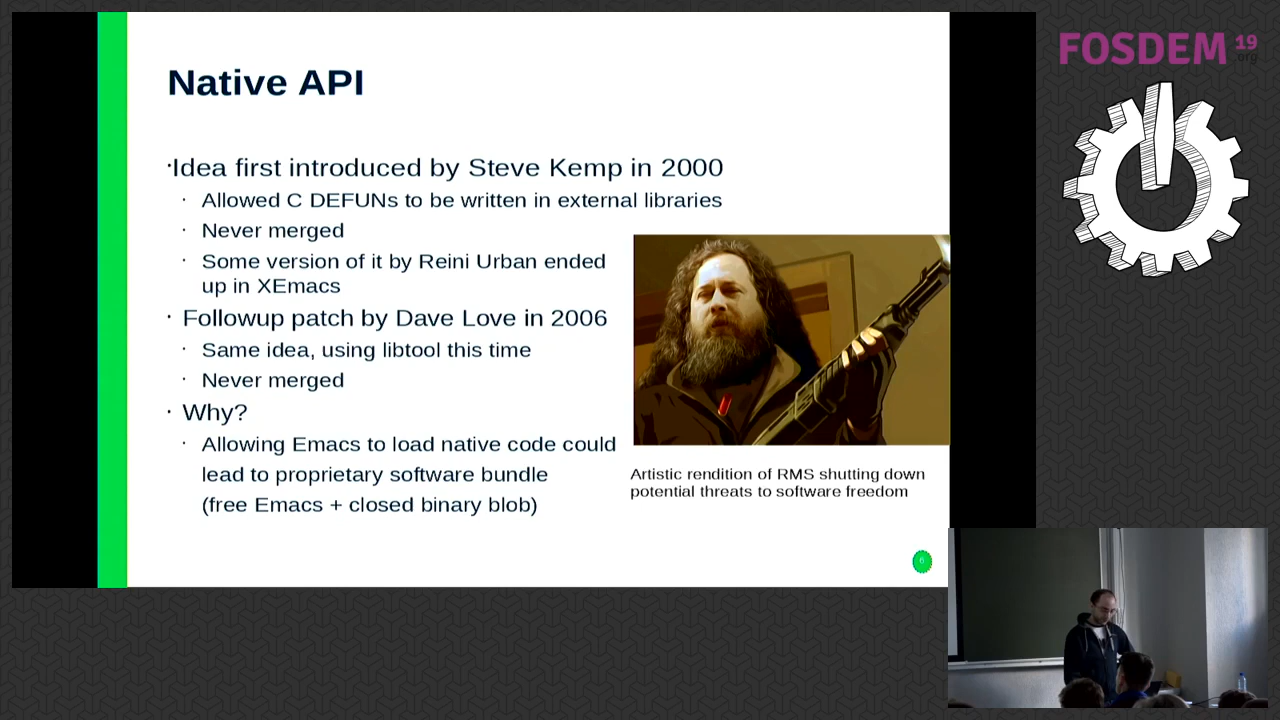 Native API
·Idea first introduced by Steve Kemp in 2000
· Allowed C DEFUNs to be written in external libraries
· Never merged
· Some version of it by Reini Urban ended
up in XEmacs
· Followup patch by Dave Love in 2006
· Same idea, using libtool this time
· Never merged
· Why?
· Allowing Emacs to load native code could
lead to proprietary software bundle
(free Emacs + closed binary blob)
Artistic rendition of RMS shutting down
potential threats to software freedom
6
FOSDEM 19
.org